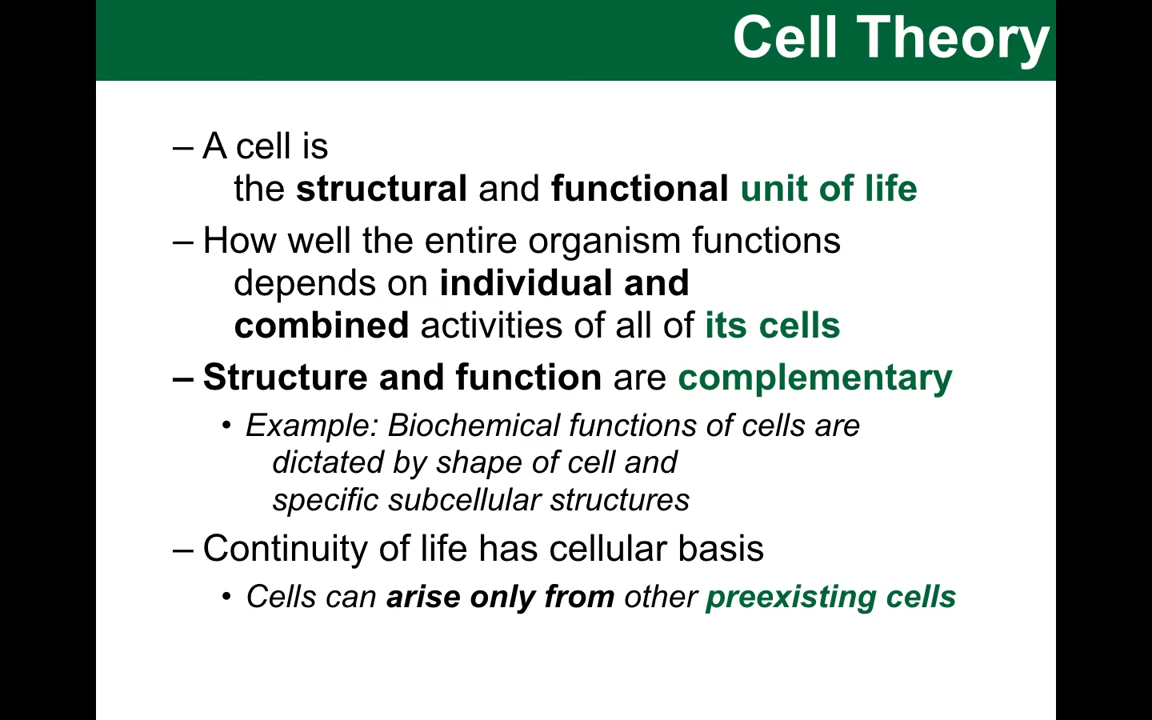 Cell Theory
– A cell is
the structural and functional unit of life
– How well the entire organism functions
depends on individual and
combined activities of all of its cells
– Structure and function are complementary
• Example: Biochemical functions of cells are
dictated by shape of cell and
specific subcellular structures
– Continuity of life has cellular basis
• Cells can arise only from other preexisting cells